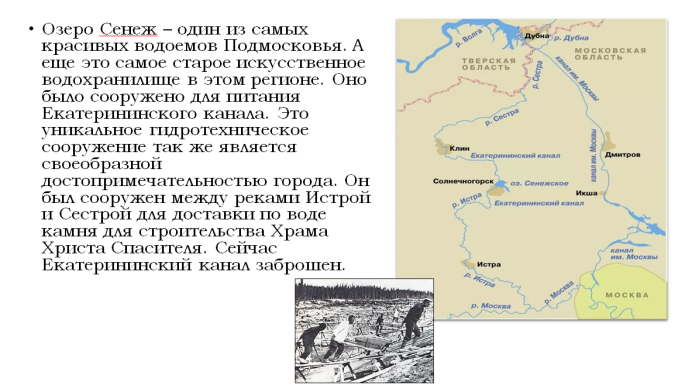 • Озеро Сенеж – один из самых
красивых водоемов Подмосковья. А
еще это самое старое искусственное
водохранилище в этом регионе. Оно
было сооружено для питания
Екатерининского канала. Это
уникальное гидротехническое
сооружение так же является
своеобразной
достопримечательностью города. Он
был сооружен между реками Истрой
и Сестрой для доставки по воде
камня для строительства Храма
Христа Спасителя. Сейчас
Екатерининский канал заброшен.
р. Волга
Дубна
р. Дубна
ТВЕРСКАЯ
ОБЛАСТЬ
МОСКОВСКАЯ
ОБЛАСТЬ
р. Сестра
канал им. Москвы
р. Сестра
Клин
Екатерининский канал
канал им. Москвы
Дмитров
Солнечногорск
оз. Сенежское
Икша
р. Истра
Екатерининский канал
канал
им. Москвы
Истра
р. Истра
р. Москва
р. Москва
МОСКВА